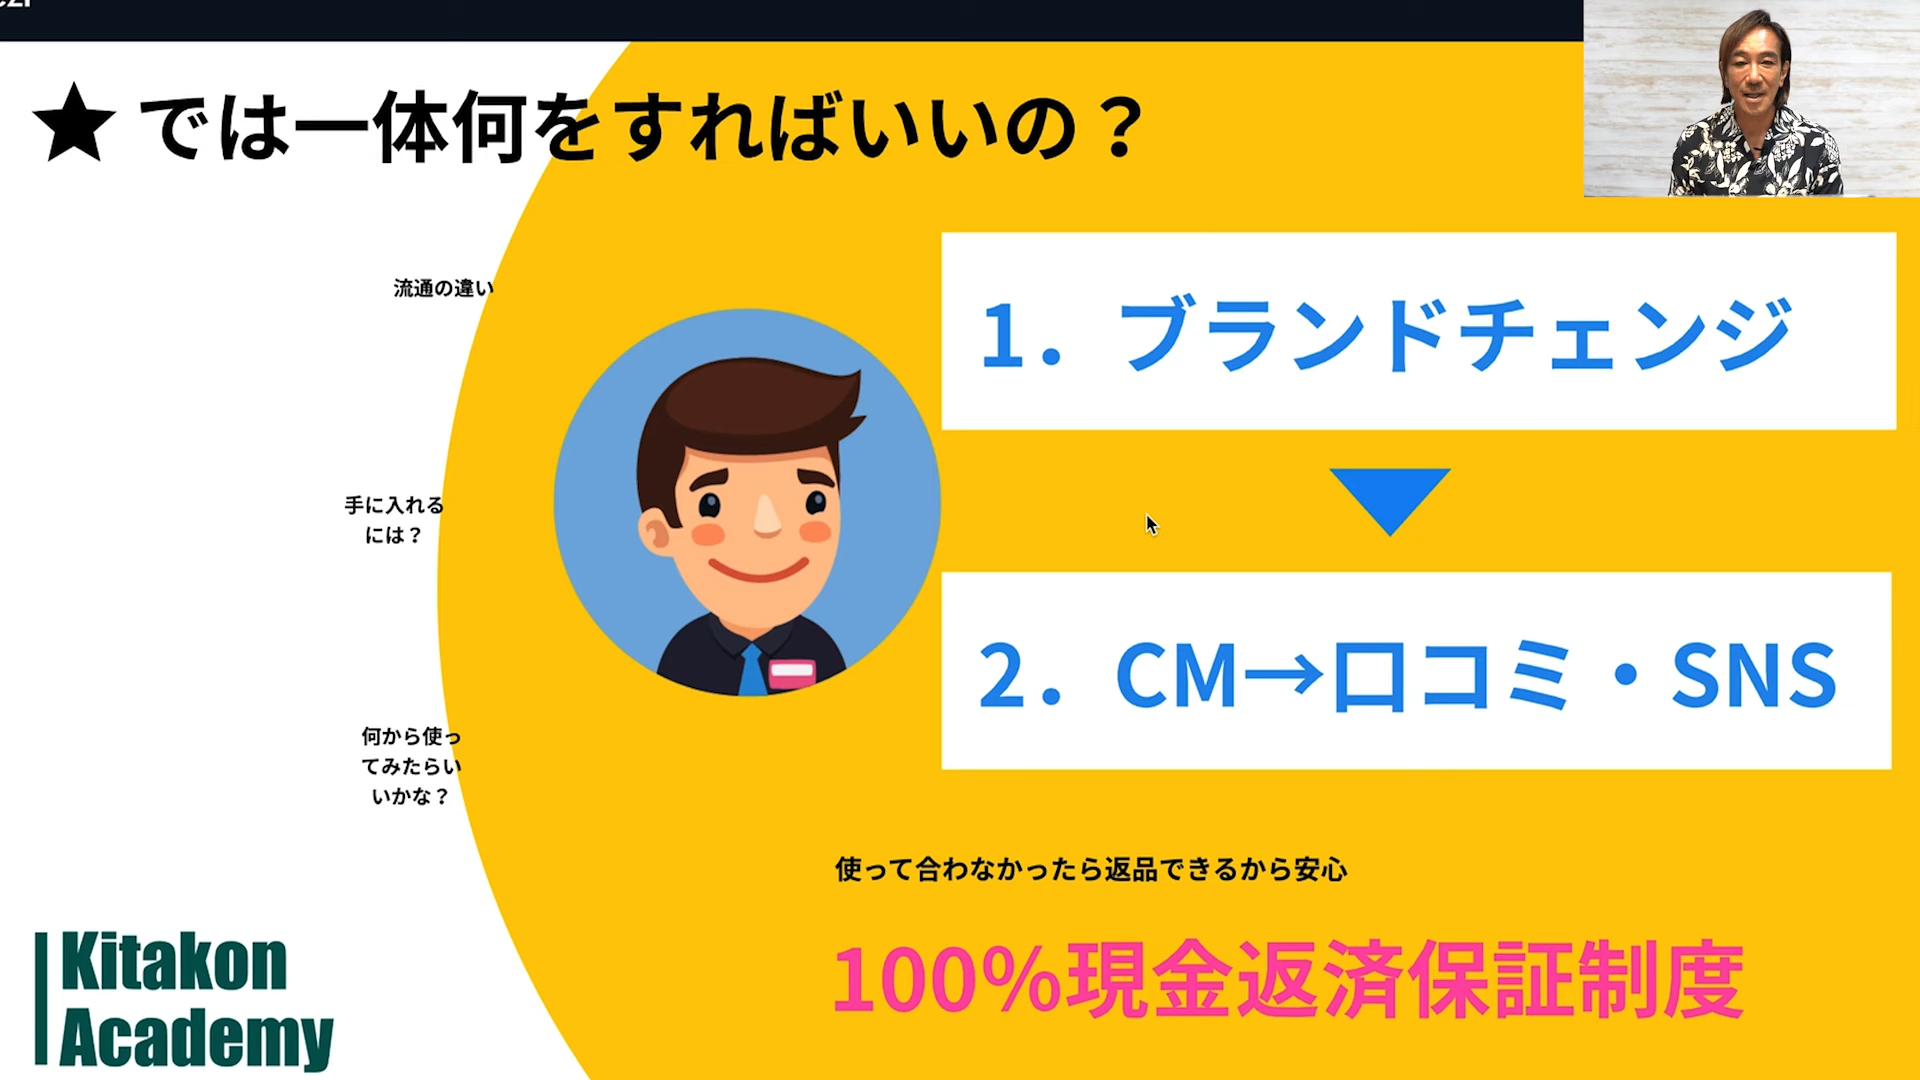 ★ では一体何をすればいいの？
流通の違い
1．ブランドチェンジ
手に入れる
には？
2．CM→口コミ・SNS
何から使っ
てみたらい
いかな？
使って合わなかったら返品できるから安心
100%現金返済保証制度
Kitakon
Academy